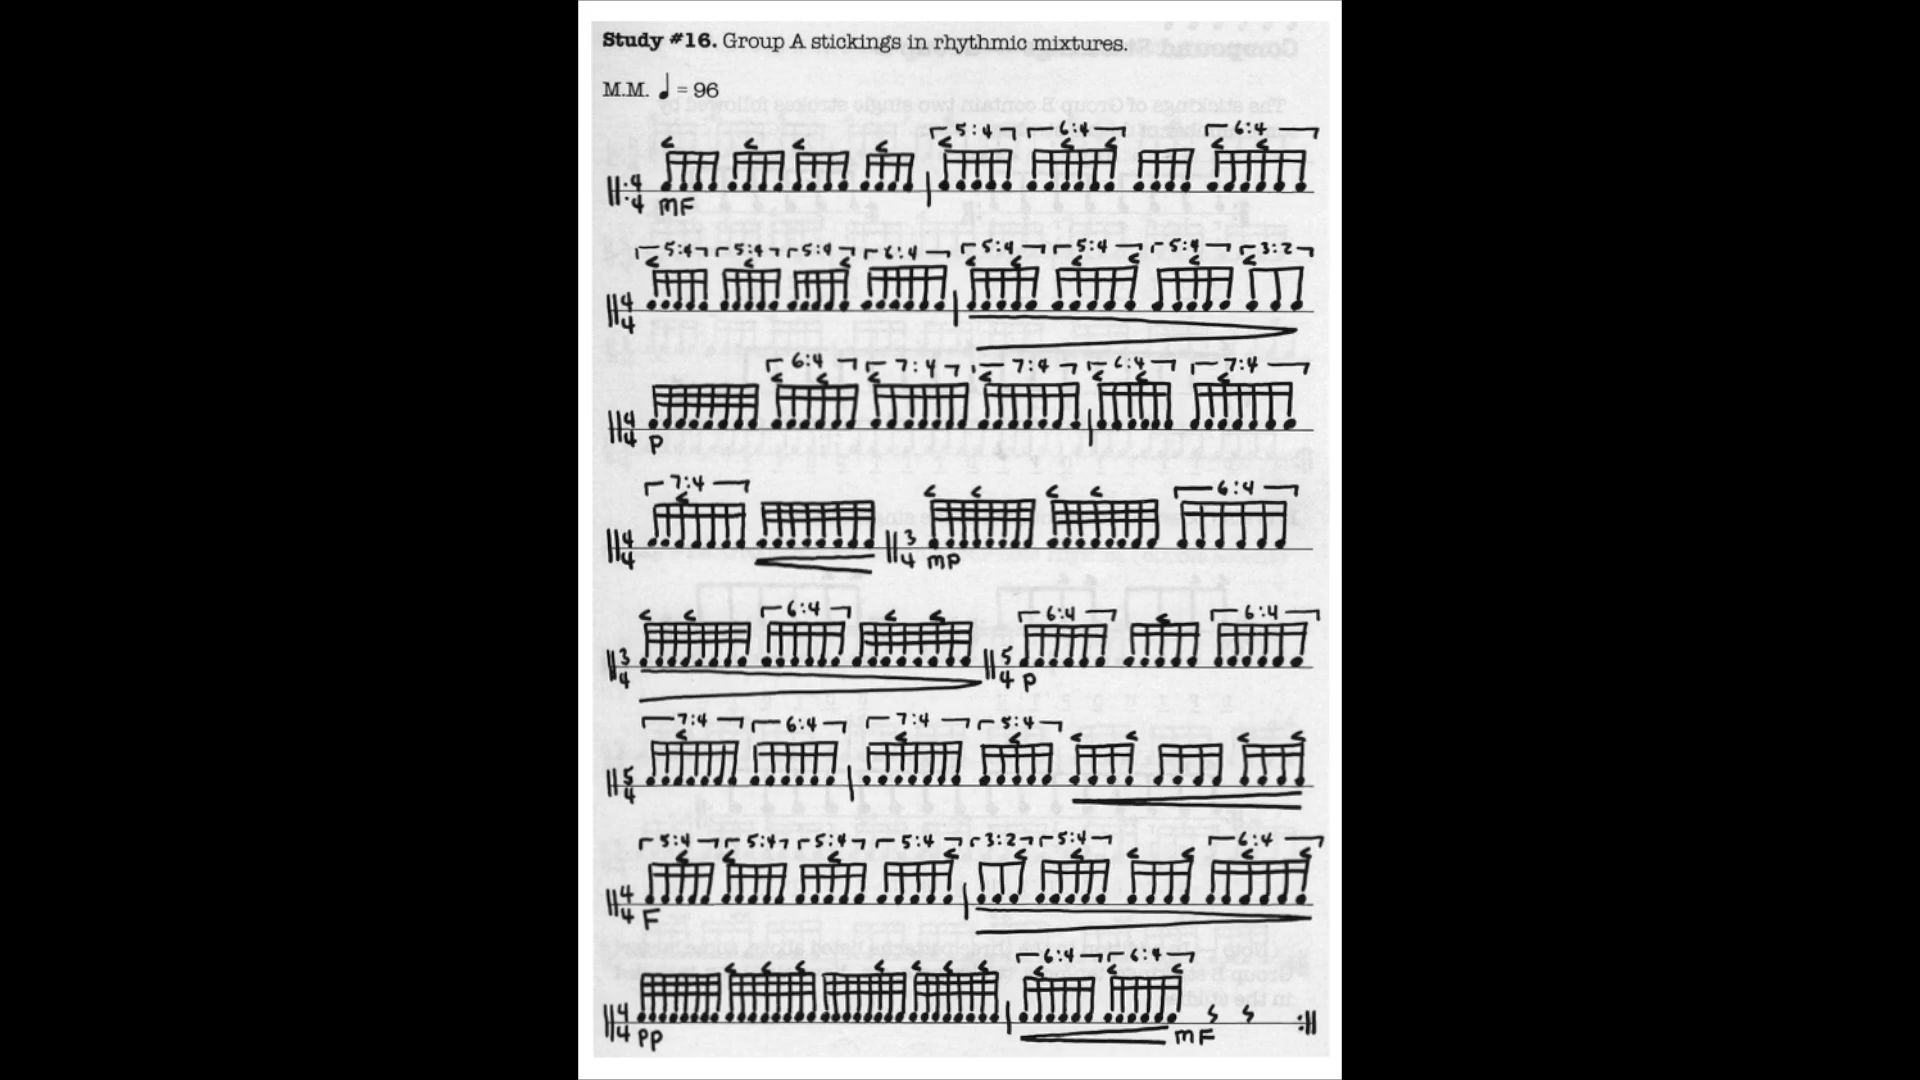 Study #16. Group A stickings in rhythmic mixtures.
M.M. ♩ = 96
5:4 6:4 6:4
4/4 mF
5:4 5:4 5:4 6:4 5:4 5:4 5:4 3:2
4/4
6:4 7:4 7:4 6:4 7:4
4/4 P
7:4 6:4
4/4 3/4 mP
6:4 6:4 6:4
3/4 5/4 P
7:4 6:4 7:4 5:4
5/4
5:4 5:4 5:4 5:4 3:2 5:4 6:4
4/4 F
6:4 6:4
4/4 PP mF